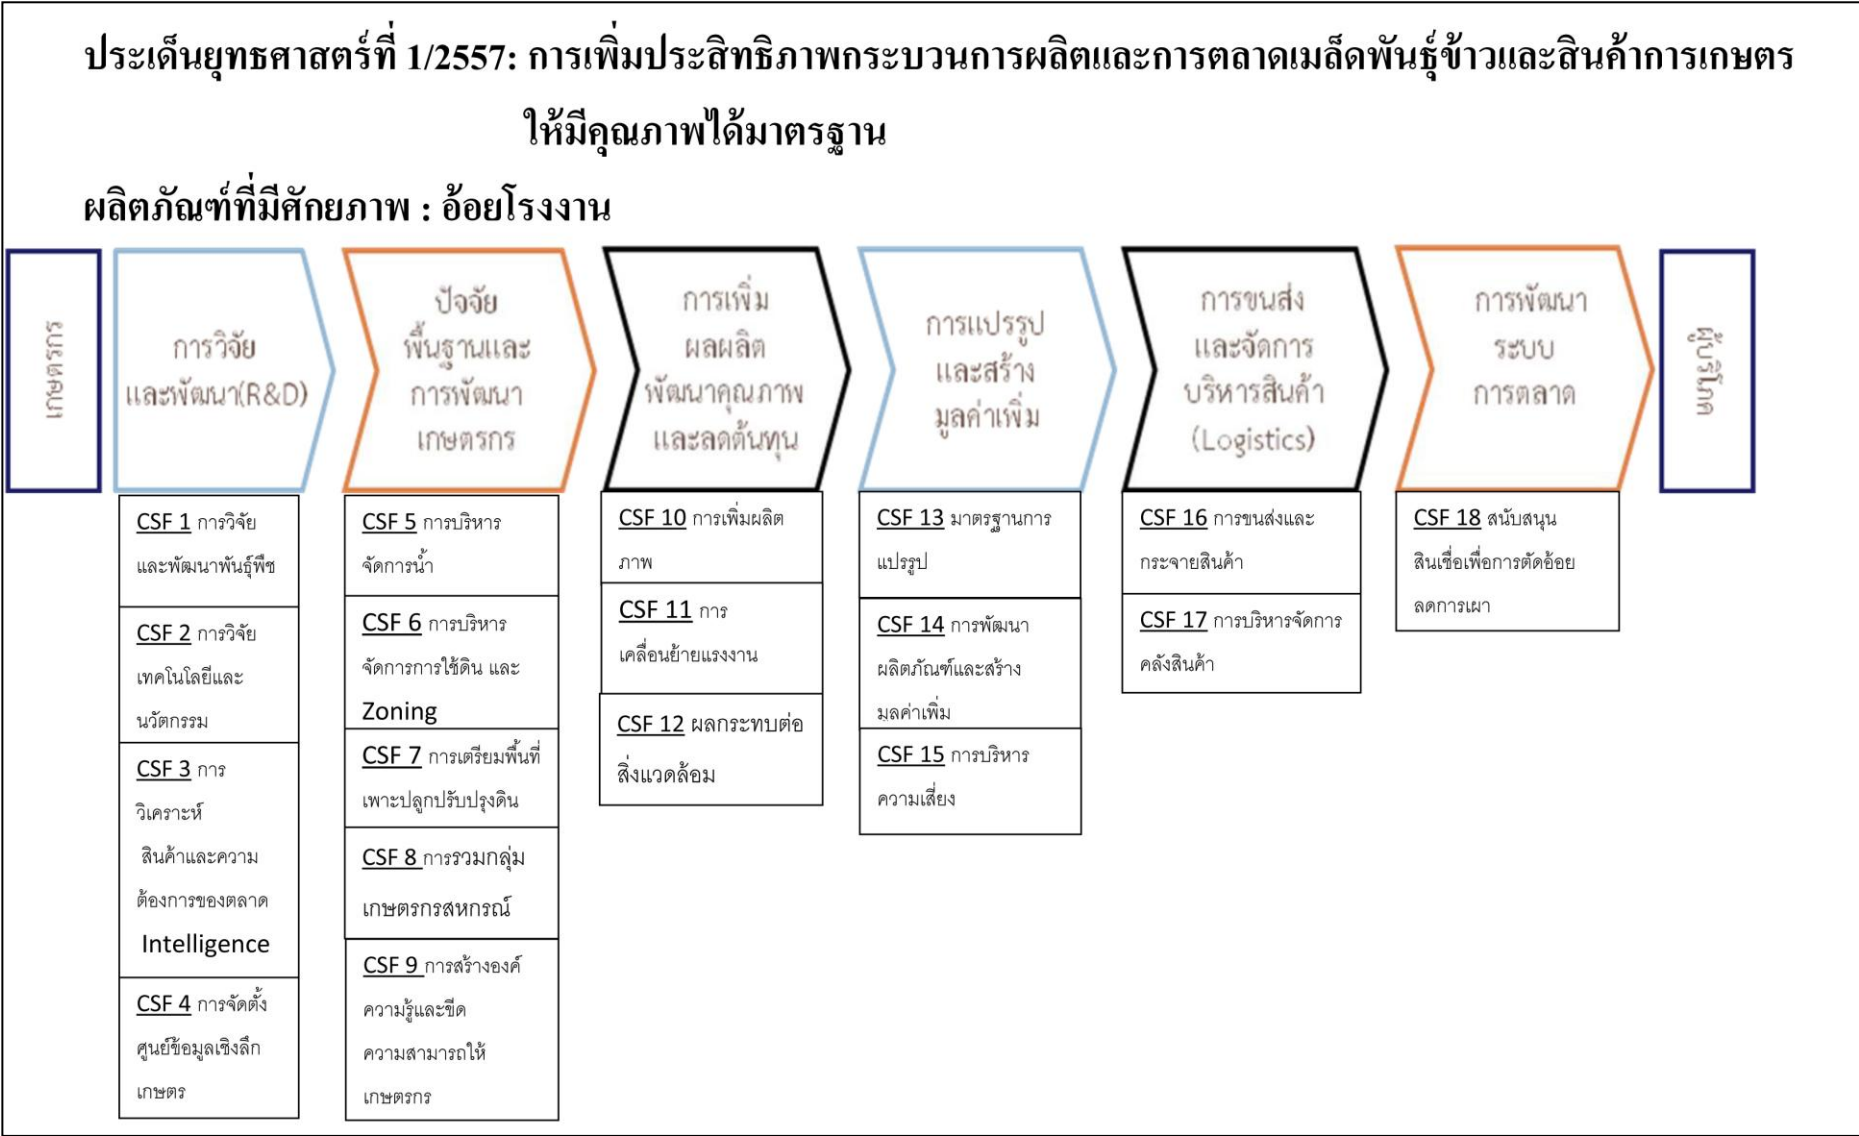 ประเด็นยุทธศาสตร์ที่ 1/2557: การเพิ่มประสิทธิภาพกระบวนการผลิตและการตลาดเมล็ดพันธุ์ข้าวและสินค้าการเกษตร
ให้มีคุณภาพได้มาตรฐาน
ผลิตภัณฑ์ที่มีศักยภาพ : อ้อยโรงงาน
เกษตรกร
การวิจัย
และพัฒนา(R&D)
ปัจจัย
พื้นฐานและ
การพัฒนา
เกษตรกร
การเพิ่ม
ผลผลิต
พัฒนาคุณภาพ
และลดต้นทุน
การแปรรูป
และสร้าง
มูลค่าเพิ่ม
การขนส่ง
และจัดการ
บริหารสินค้า
(Logistics)
การพัฒนา
ระบบ
การตลาด
ผู้บริโภค
CSF 1 การวิจัย
และพัฒนาพันธุ์พืช
CSF 2 การวิจัย
เทคโนโลยีและ
นวัตกรรม
CSF 3 การ
วิเคราะห์
สินค้าและความ
ต้องการของตลาด
Intelligence
CSF 4 การจัดตั้ง
ศูนย์ข้อมูลเชิงลึก
เกษตร
CSF 5 การบริหาร
จัดการน้ำ
CSF 6 การบริหาร
จัดการการใช้ดิน และ
Zoning
CSF 7 การเตรียมพื้นที่
เพาะปลูกปรับปรุงดิน
CSF 8 การรวมกลุ่ม
เกษตรกรสหกรณ์
CSF 9 การสร้างองค์
ความรู้และขีด
ความสามารถให้
เกษตรกร
CSF 10 การเพิ่มผลิต
ภาพ
CSF 11 การ
เคลื่อนย้ายแรงงาน
CSF 12 ผลกระทบต่อ
สิ่งแวดล้อม
CSF 13 มาตรฐานการ
แปรรูป
CSF 14 การพัฒนา
ผลิตภัณฑ์และสร้าง
มูลค่าเพิ่ม
CSF 15 การบริหาร
ความเสี่ยง
CSF 16 การขนส่งและ
กระจายสินค้า
CSF 17 การบริหารจัดการ
คลังสินค้า
CSF 18 สนับสนุน
สินเชื่อเพื่อการตัดอ้อย
ลดการเผา